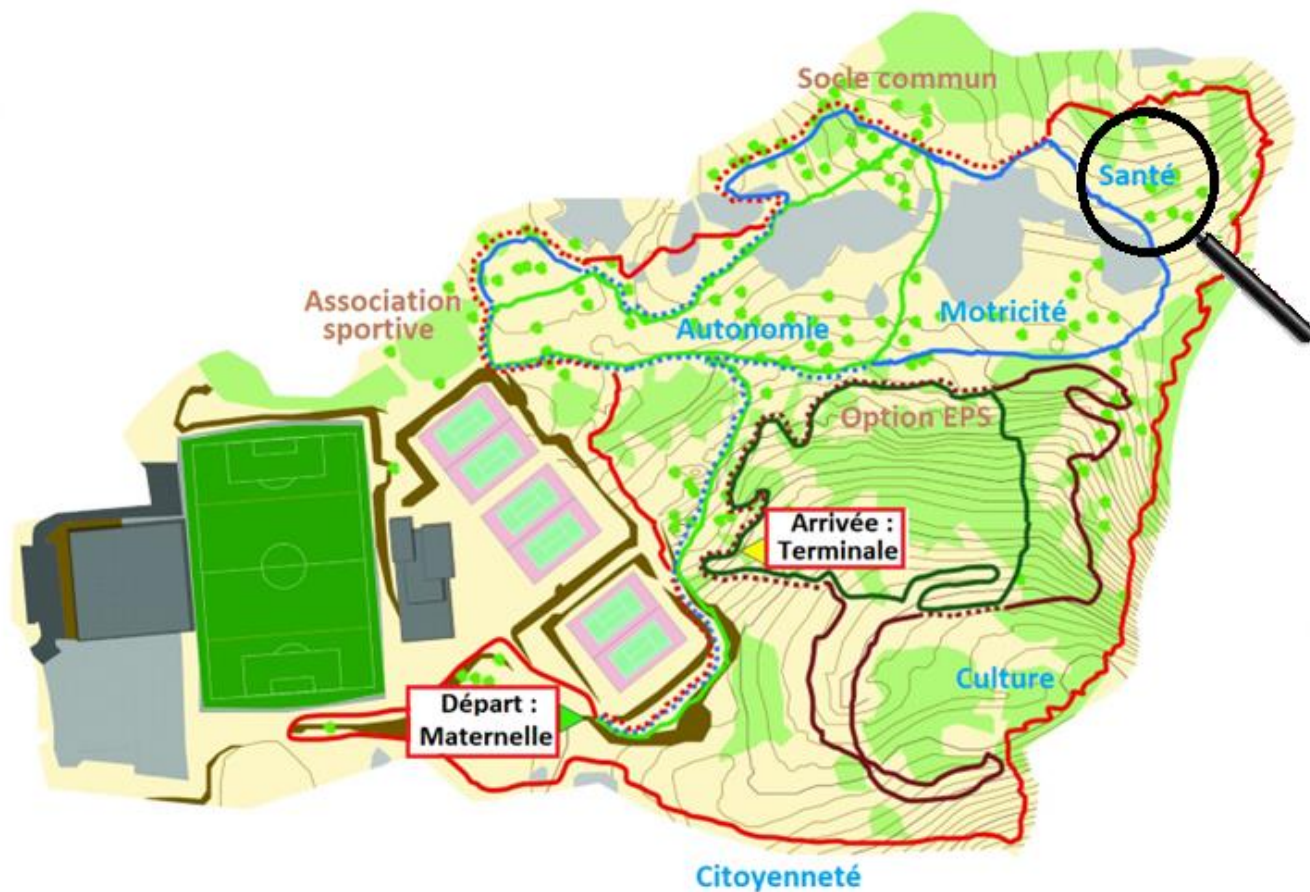 Socle commun
Santé
Association
sportive
Autonomie
Motricité
Option EPS
Arrivée :
Terminale
Culture
Départ :
Maternelle
Citoyenneté